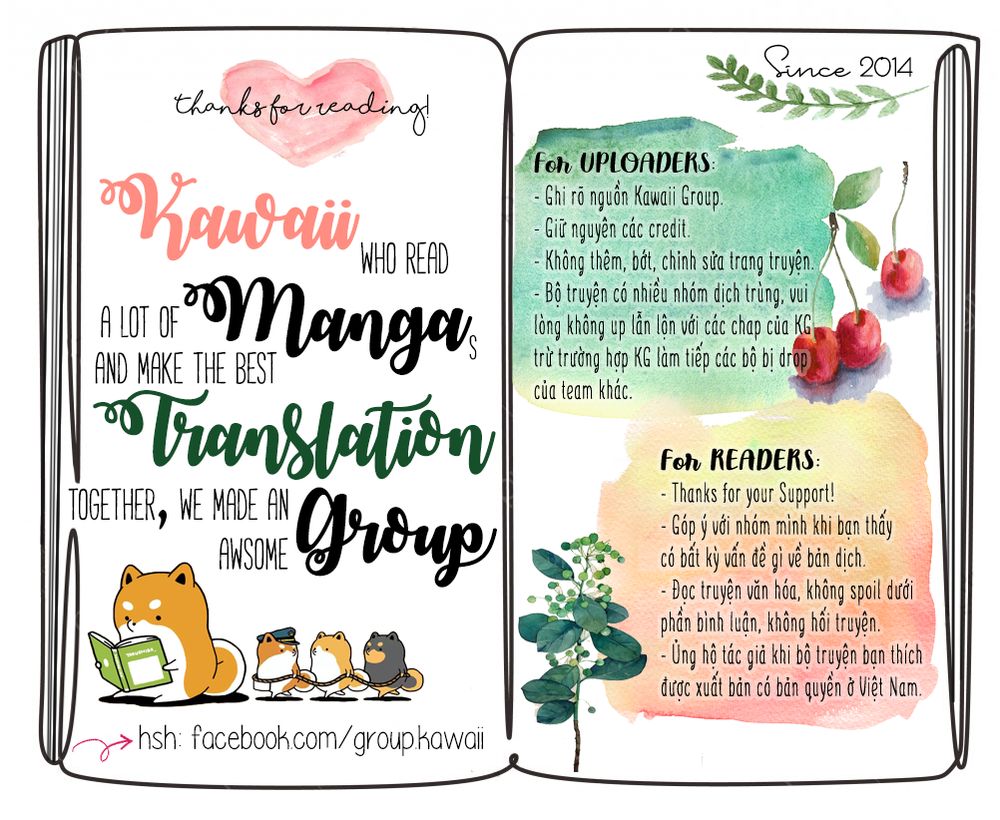 thanks for reading!
Kawaii
WHO READ
A LOT OF Mangas
AND MAKE THE BEST
Translation
TOGETHER, WE MADE AN
AWSOME Group
hsh: facebook.com/group.kawaii
Since 2014
For UPLOADERS:
- Ghi rõ nguồn Kawaii Group.
- Giữ nguyên các credit.
- Không thêm, bớt, chỉnh sửa trang truyện.
- Bộ truyện có nhiều nhóm dịch trùng, vui
lòng không up lẫn lộn với các chap của KG
trừ trường hợp KG làm tiếp các bộ bị drop
của team khác.
For READERS:
- Thanks for your Support!
- Góp ý với nhóm mình khi bạn thấy
có bất kỳ vấn đề gì về bản dịch.
- Đọc truyện văn hóa, không spoil dưới
phần bình luận, không hối truyện.
- Ủng hộ tác giả khi bộ truyện bạn thích
được xuất bản có bản quyền ở Việt Nam.